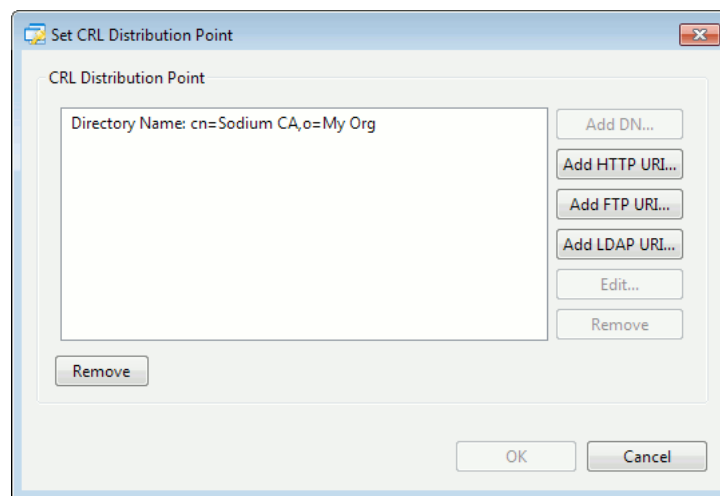 Set CRL Distribution Point
CRL Distribution Point
Directory Name: cn=Sodium CA,o=My Org
Add DN...
Add HTTP URI...
Add FTP URI...
Add LDAP URI...
Edit...
Remove
Remove
OK
Cancel